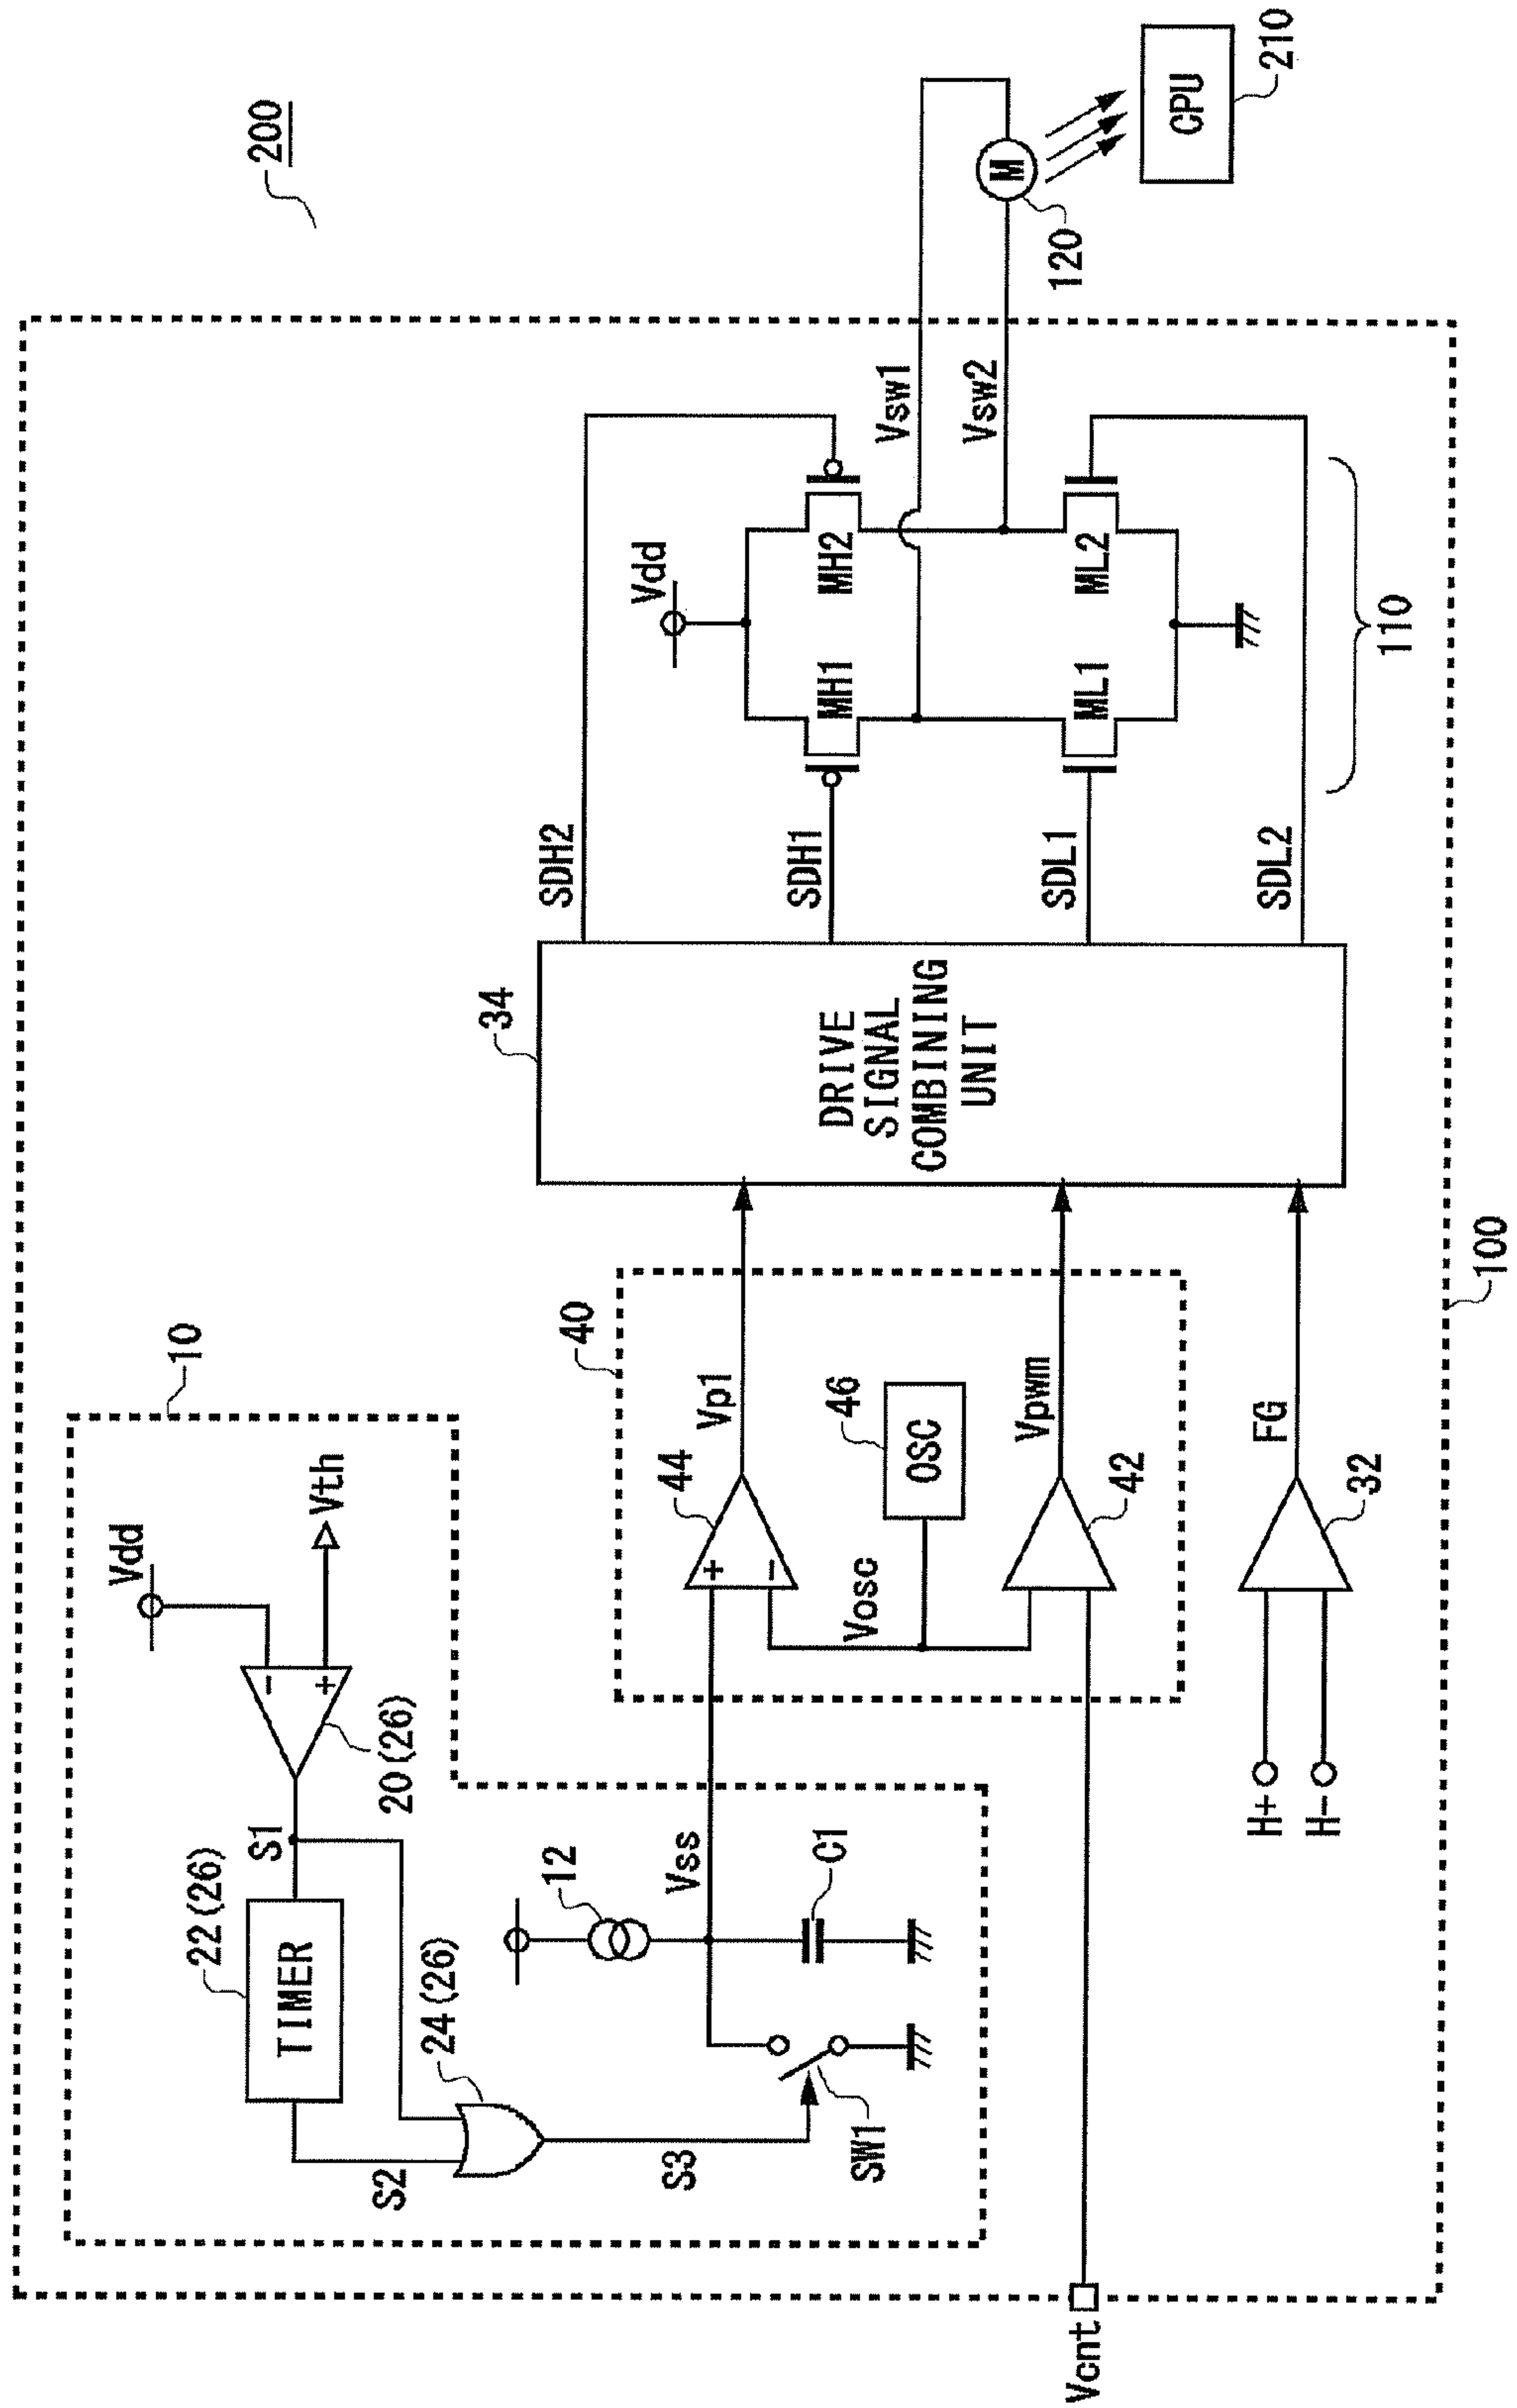 200
10
Vdd
Vth
20(26)
S1
22(26)
TIMER
24(26)
S2
S3
SW1
12
Vss
C1
40
44
+
-
Vp1
46
OSC
Vosc
Vpwm
42
Vcnt
H+
H-
FG
32
34
DRIVE
SIGNAL
COMBINING
UNIT
SDH2
SDH1
SDL1
SDL2
Vdd
MH1
MH2
ML1
ML2
Vsw1
Vsw2
110
M
120
CPU
210
100
-
+